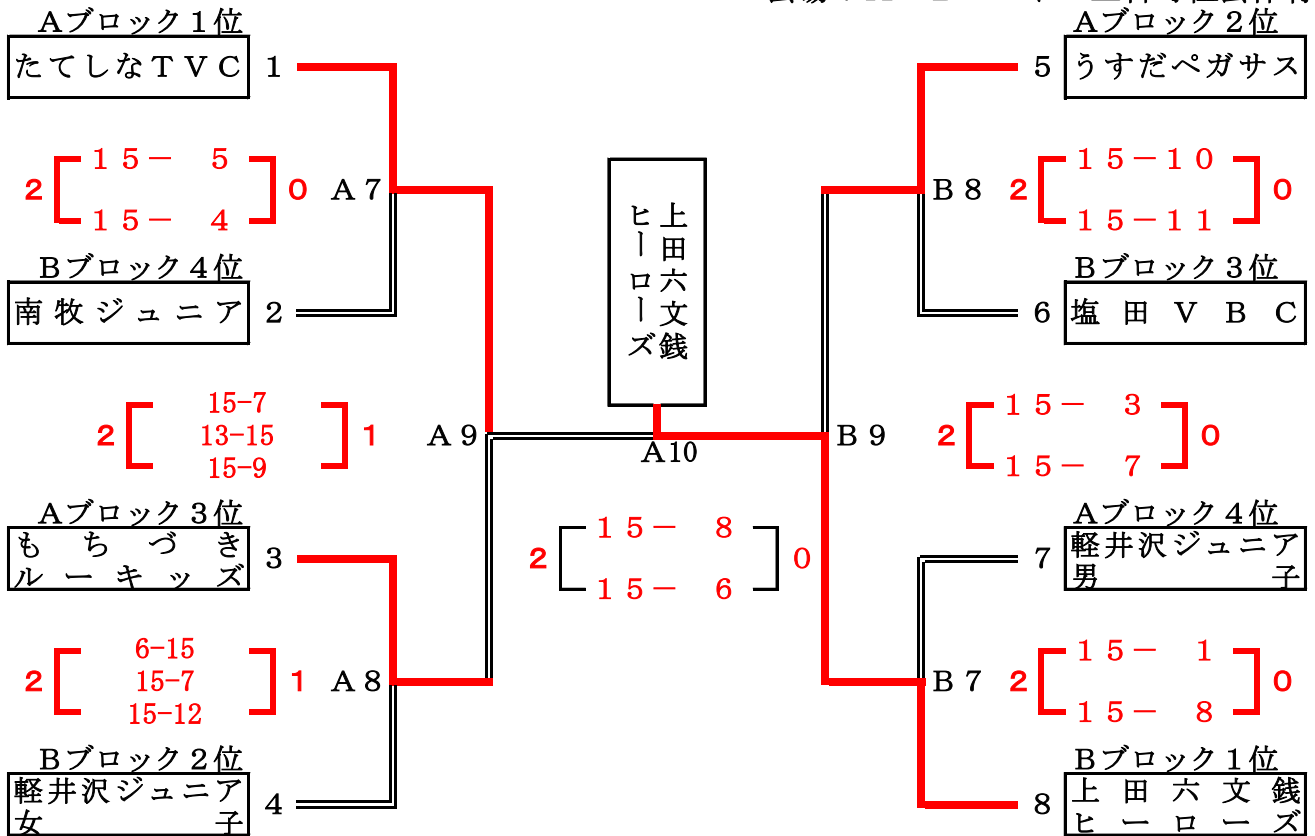 Aブロック1位
たてしなTVC 1
2 15- 5 0 A7
15- 4
Bブロック4位
南牧ジュニア 2
2 15-7 1 A9
13-15
15-9
Aブロック3位
もちづき
ルーキッズ 3
2 6-15 1 A8
15-7
15-12
Bブロック2位
軽井沢ジュニア
女子 4
上田六文銭
ヒーローズ
A10
2 15- 8 0
15- 6
Aブロック2位
5 うすだペガサス
B8 2 15-10 0
15-11
Bブロック3位
6 塩田VBC
B9 2 15- 3 0
15- 7
Aブロック4位
7 軽井沢ジュニア
男子
B7 2 15- 1 0
15- 8
Bブロック1位
8 上田六文銭
ヒーローズ